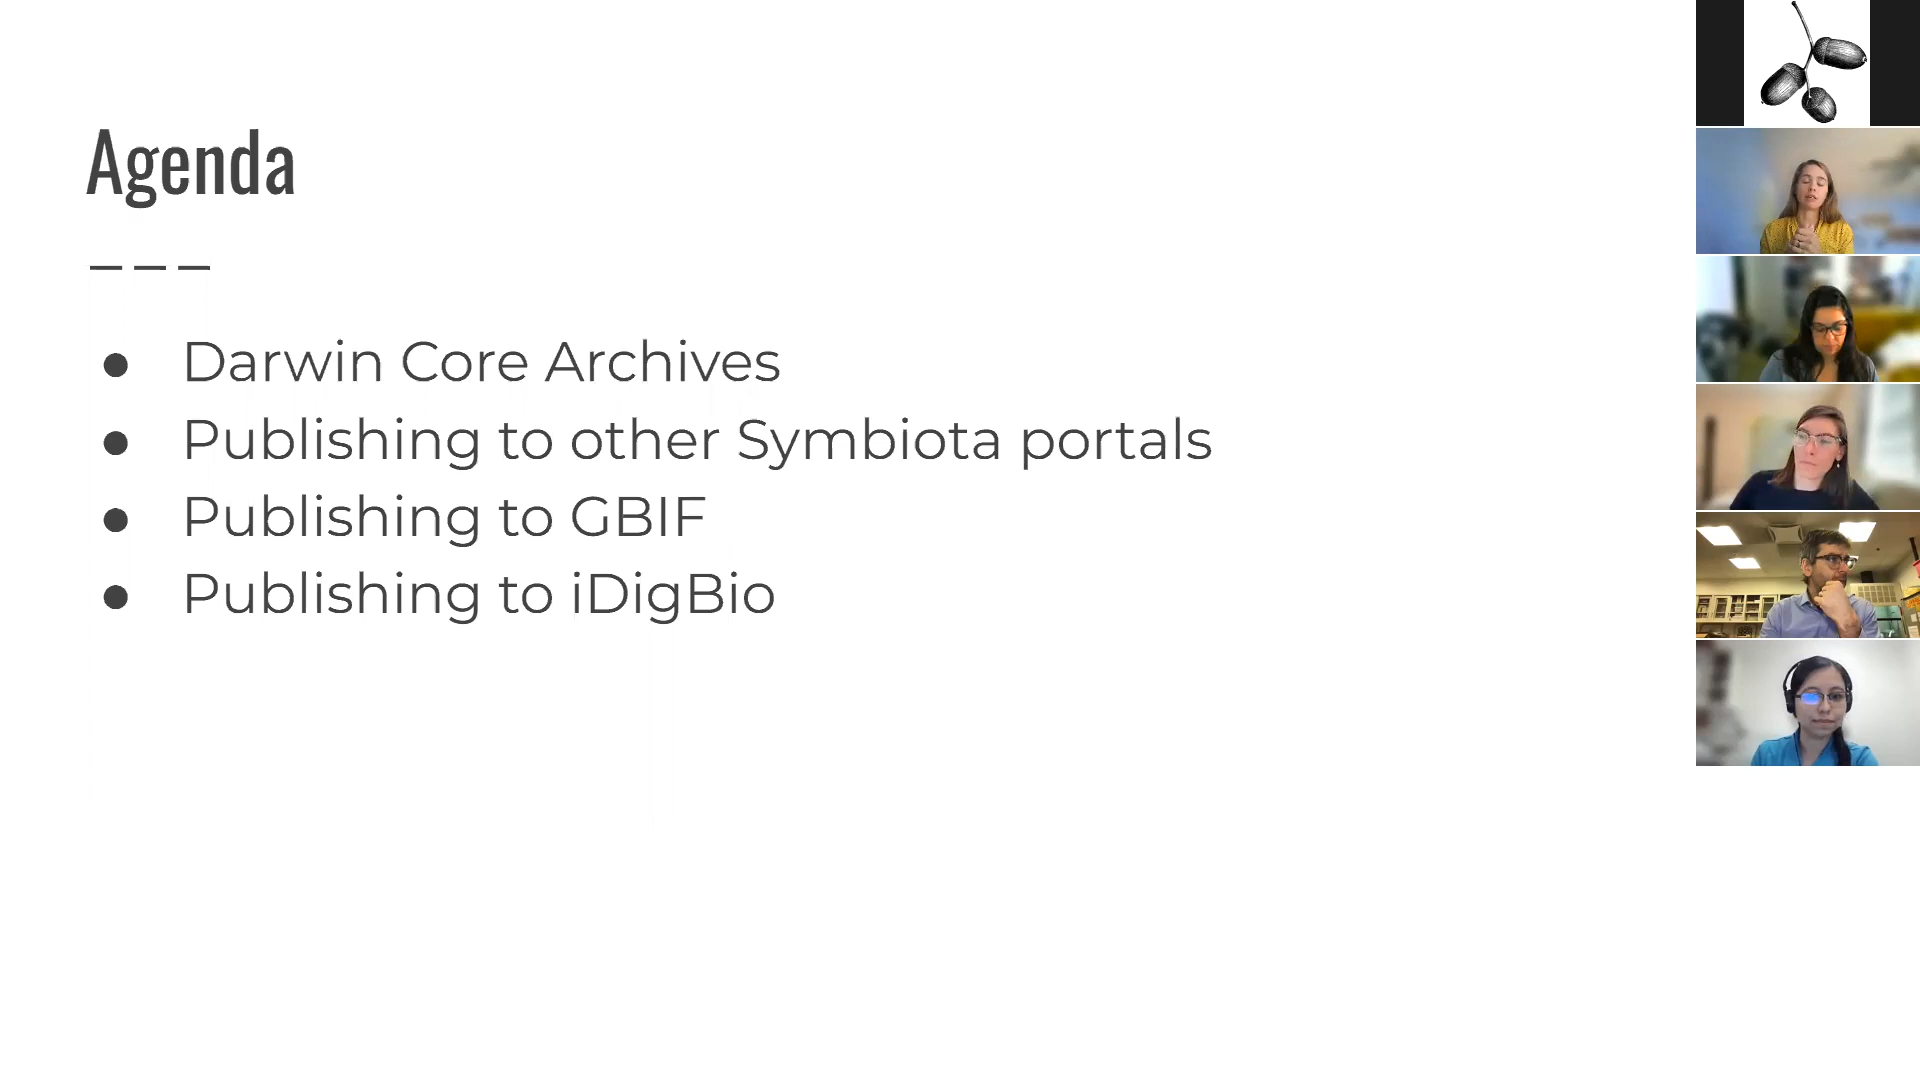 Agenda
Darwin Core Archives
Publishing to other Symbiota portals
Publishing to GBIF
Publishing to iDigBio